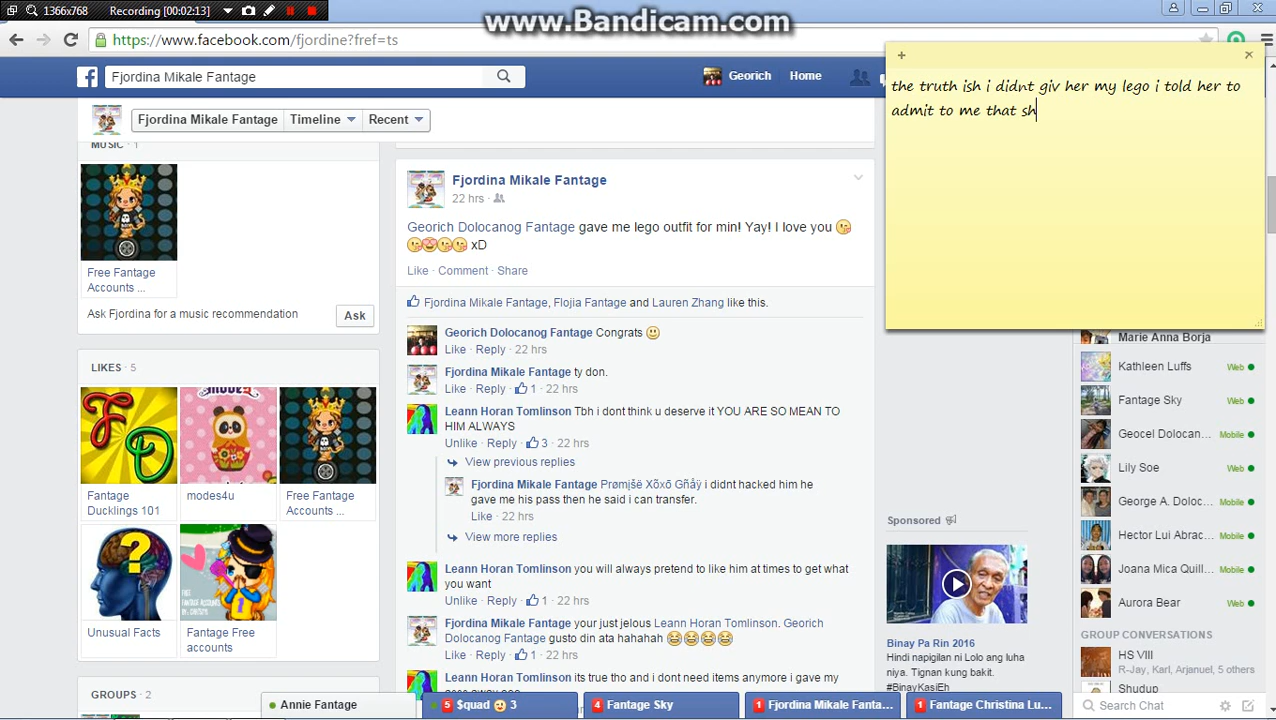 1366x768 Recording [00:02:13]
www.Bandicam.com
https://www.facebook.com/fjordine?fref=ts
Fjordina Mikale Fantage
Georich Home
the truth ish i didnt giv her my lego i told her to
admit to me that sh
Fjordina Mikale Fantage Timeline Recent
MUSIC · 1
Free Fantage
Accounts ...
Ask Fjordina for a music recommendation Ask
LIKES · 5
Fantage
Ducklings 101
modes4u
Free Fantage
Accounts ...
Unusual Facts
Fantage Free
accounts
GROUPS · 2
Fjordina Mikale Fantage
22 hrs ·
Georich Dolocanog Fantage gave me lego outfit for min! Yay! I love you 😘
😘😍😘😘 xD
Like · Comment · Share
Fjordina Mikale Fantage, Flojia Fantage and Lauren Zhang like this.
Georich Dolocanog Fantage Congrats 🙂
Like · Reply · 22 hrs
Fjordina Mikale Fantage ty don.
Like · Reply · 1 · 22 hrs
Leann Horan Tomlinson Tbh i dont think u deserve it YOU ARE SO MEAN TO
HIM ALWAYS
Unlike · Reply · 3 · 22 hrs
View previous replies
Fjordina Mikale Fantage Prømįšë Xõxõ Gñåÿ i didnt hacked him he
gave me his pass then he said i can transfer.
Like · 22 hrs
View more replies
Leann Horan Tomlinson you will always pretend to like him at times to get what
you want
Unlike · Reply · 1 · 22 hrs
Fjordina Mikale Fantage your just jelous Leann Horan Tomlinson. Georich
Dolocanog Fantage gusto din ata hahahah 😂😂😂😂
Like · Reply · 1 · 22 hrs
Leann Horan Tomlinson its true tho and i dont need items anymore i gave my
Sponsored
Binay Pa Rin 2016
Hindi napigilan ni Lolo ang luha
niya. Tignan kung bakit.
#BinayKasiEh
Marie Anna Borja
Kathleen Luffs Web
Fantage Sky Web
Geocel Dolocan... Mobile
Lily Soe Web
George A. Doloc... Mobile
Hector Lui Abrac... Mobile
Joana Mica Quill... Mobile
Aurora Bear Web
GROUP CONVERSATIONS
HS VIII
R-Jay, Karl, Arjanuel, 5 others
Shudup
Search Chat
Annie Fantage
5 $quad 🙂 3
4 Fantage Sky
1 Fjordina Mikale Fanta...
1 Fantage Christina Lu...